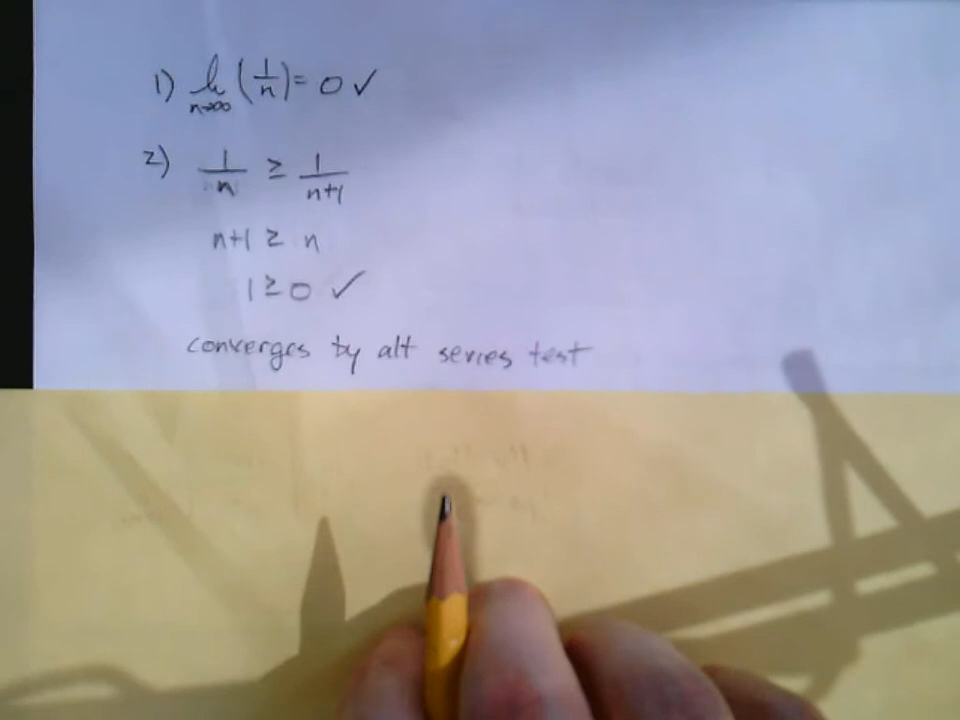 1) lim n→∞ (1/n) = 0 ✓
2) 1/n ≥ 1/n+1
n+1 ≥ n
1 ≥ 0 ✓
converges by alt series test